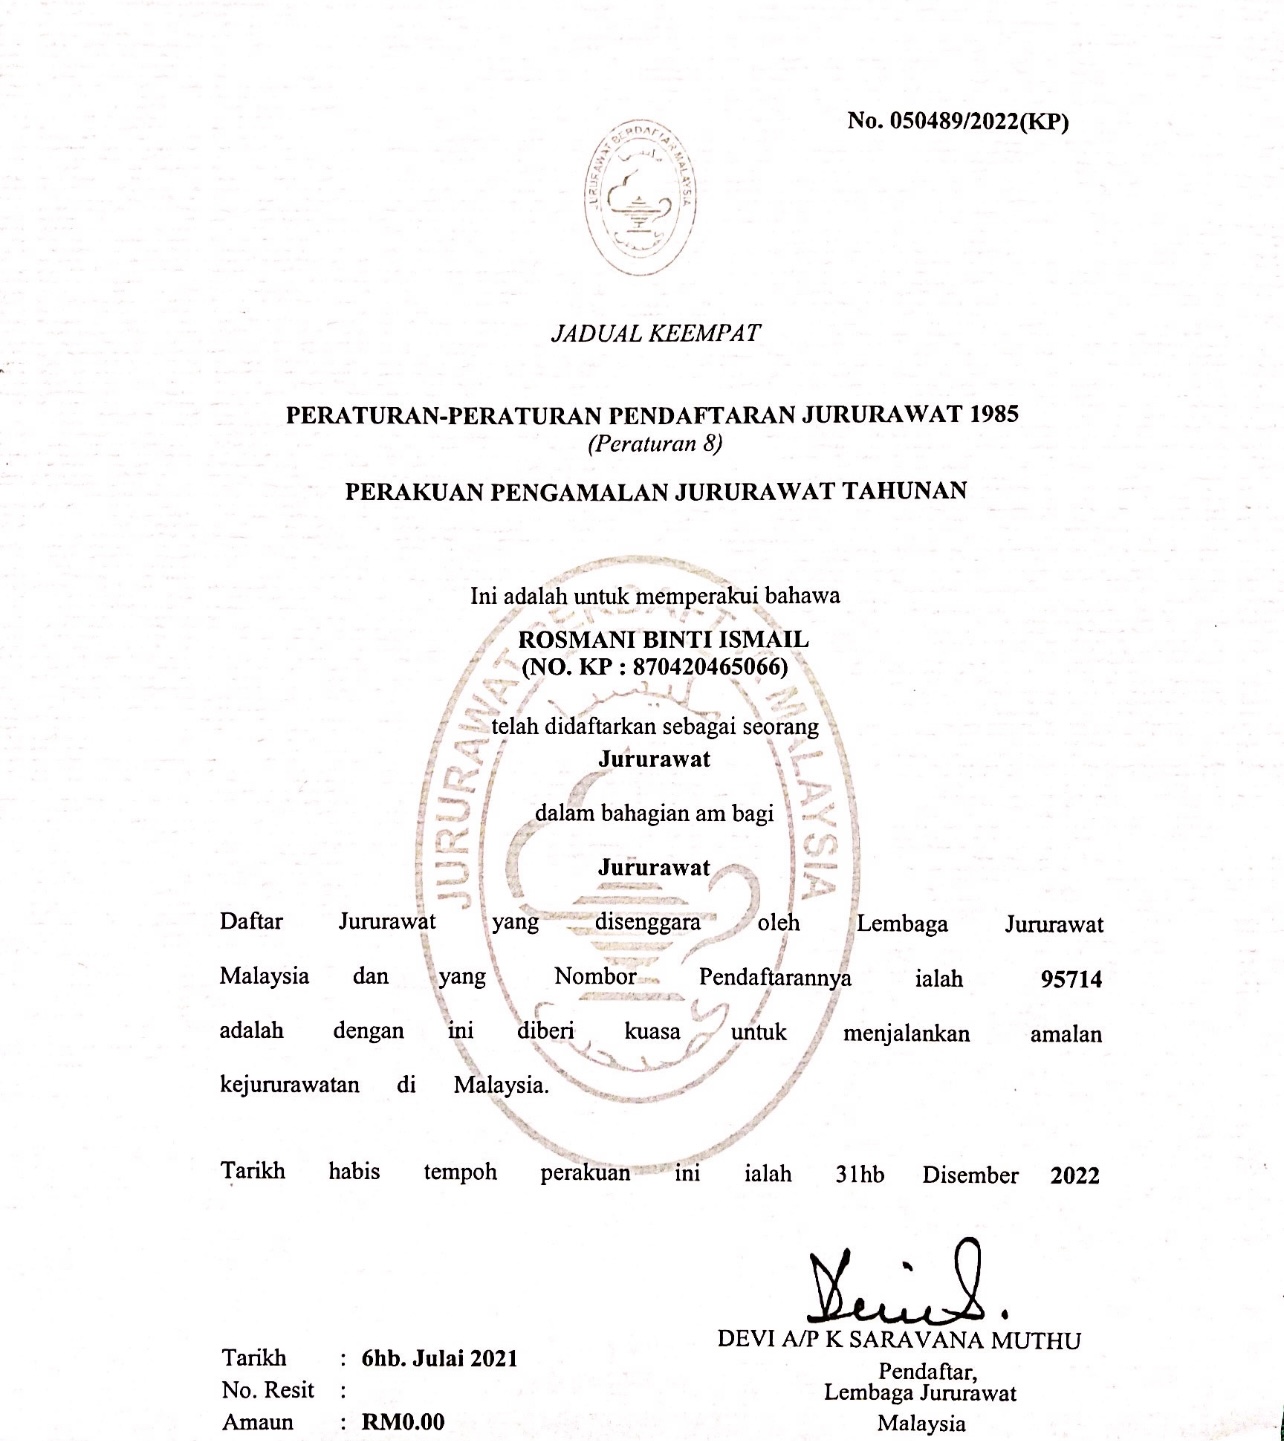 No. 050489/2022(KP)
JURURAWAT BERDAFTAR MALAYSIA
JADUAL KEEMPAT
PERATURAN-PERATURAN PENDAFTARAN JURURAWAT 1985
(Peraturan 8)
PERAKUAN PENGAMALAN JURURAWAT TAHUNAN
Ini adalah untuk memperakui bahawa
ROSMANI BINTI ISMAIL
(NO. KP : 870420465066)
telah didaftarkan sebagai seorang
Jururawat
dalam bahagian am bagi
Jururawat
Daftar Jururawat yang disenggara oleh Lembaga Jururawat
Malaysia dan yang Nombor Pendaftarannya ialah 95714
adalah dengan ini diberi kuasa untuk menjalankan amalan
kejururawatan di Malaysia.
JURURAWAT BERDAFTAR MALAYSIA
Tarikh habis tempoh perakuan ini ialah 31hb Disember 2022
DEVI A/P K SARAVANA MUTHU
Pendaftar,
Lembaga Jururawat
Malaysia
Tarikh : 6hb. Julai 2021
No. Resit :
Amaun : RM0.00